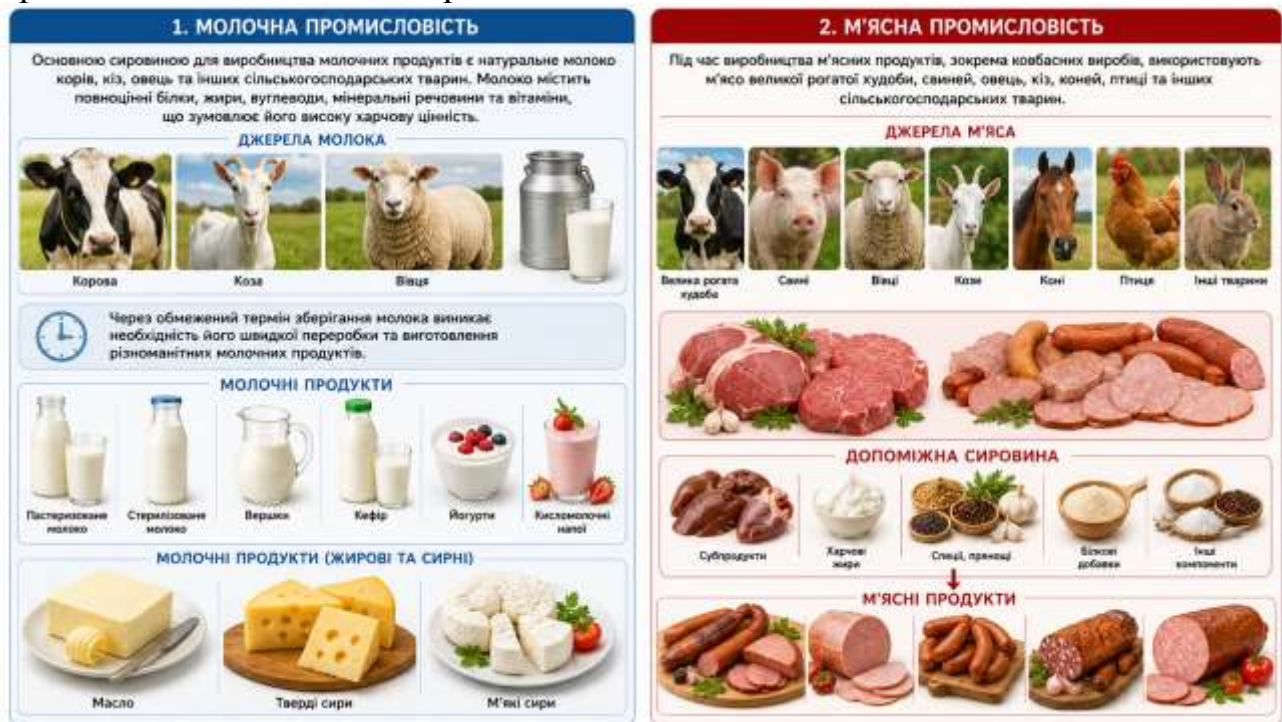 1. МОЛОЧНА ПРОМИСЛОВІСТЬ
Основною сировиною для виробництва молочних продуктів є натуральне молоко
корів, кіз, овець та інших сільськогосподарських тварин. Молоко містить
повноцінні білки, жири, вуглеводи, мінеральні речовини та вітаміни,
що зумовлює його високу харчову цінність.
ДЖЕРЕЛА МОЛОКА
Корова
Коза
Вівця
Через обмежений термін зберігання молока виникає
необхідність його швидкої переробки та виготовлення
різноманітних молочних продуктів.
МОЛОЧНІ ПРОДУКТИ
Пастеризоване
молоко
Стерилізоване
молоко
Вершки
Кефір
Йогурти
Кисломолочні
напої
МОЛОЧНІ ПРОДУКТИ (ЖИРОВІ ТА СИРНІ)
Масло
Тверді сири
М'які сири
2. М'ЯСНА ПРОМИСЛОВІСТЬ
Під час виробництва м'ясних продуктів, зокрема ковбасних виробів, використовують
м'ясо великої рогатої худоби, свиней, овець, кіз, коней, птиці та інших
сільськогосподарських тварин.
ДЖЕРЕЛА М'ЯСА
Велика рогата
худоба
Свині
Вівці
Кози
Коні
Птиця
Інші тварини
ДОПОМІЖНА СИРОВИНА
Субпродукти
Харчові
жири
Спеції, прянощі
Білкові
добавки
Інші
компоненти
М'ЯСНІ ПРОДУКТИ